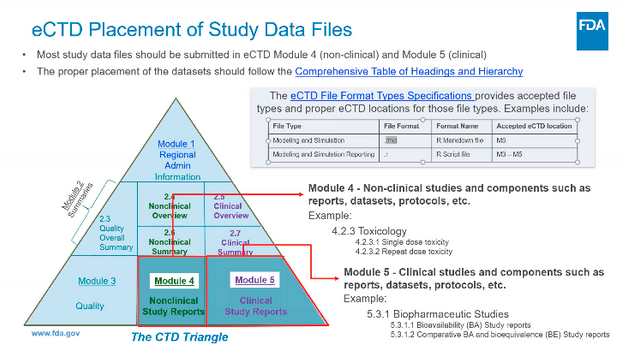 eCTD Placement of Study Data Files
FDA
• Most study data files should be submitted in eCTD Module 4 (non-clinical) and Module 5 (clinical)
• The proper placement of the datasets should follow the Comprehensive Table of Headings and Hierarchy
The eCTD File Format Types Specifications provides accepted file
types and proper eCTD locations for those file types. Examples include:
File Type File Format Format Name Accepted eCTD location
Modeling and Simulation .rmd R Markdown file M5
Modeling and Simulation Reporting .r R Script file M3 – M5
Module 1
Regional
Admin
Information
Module 2
Summaries
2.3
Quality
Overall
Summary
2.4
Nonclinical
Overview
2.5
Clinical
Overview
2.6
Nonclinical
Summary
2.7
Clinical
Summary
Module 3
Quality
Module 4
Nonclinical
Study Reports
Module 5
Clinical
Study Reports
Module 4 - Non-clinical studies and components such as
reports, datasets, protocols, etc.
Example:
4.2.3 Toxicology
4.2.3.1 Single dose toxicity
4.2.3.2 Repeat dose toxicity
Module 5 - Clinical studies and components such as
reports, datasets, protocols, etc.
Example:
5.3.1 Biopharmaceutic Studies
5.3.1.1 Bioavailability (BA) Study reports
5.3.1.2 Comparative BA and bioequivalence (BE) Study reports
www.fda.gov
The CTD Triangle